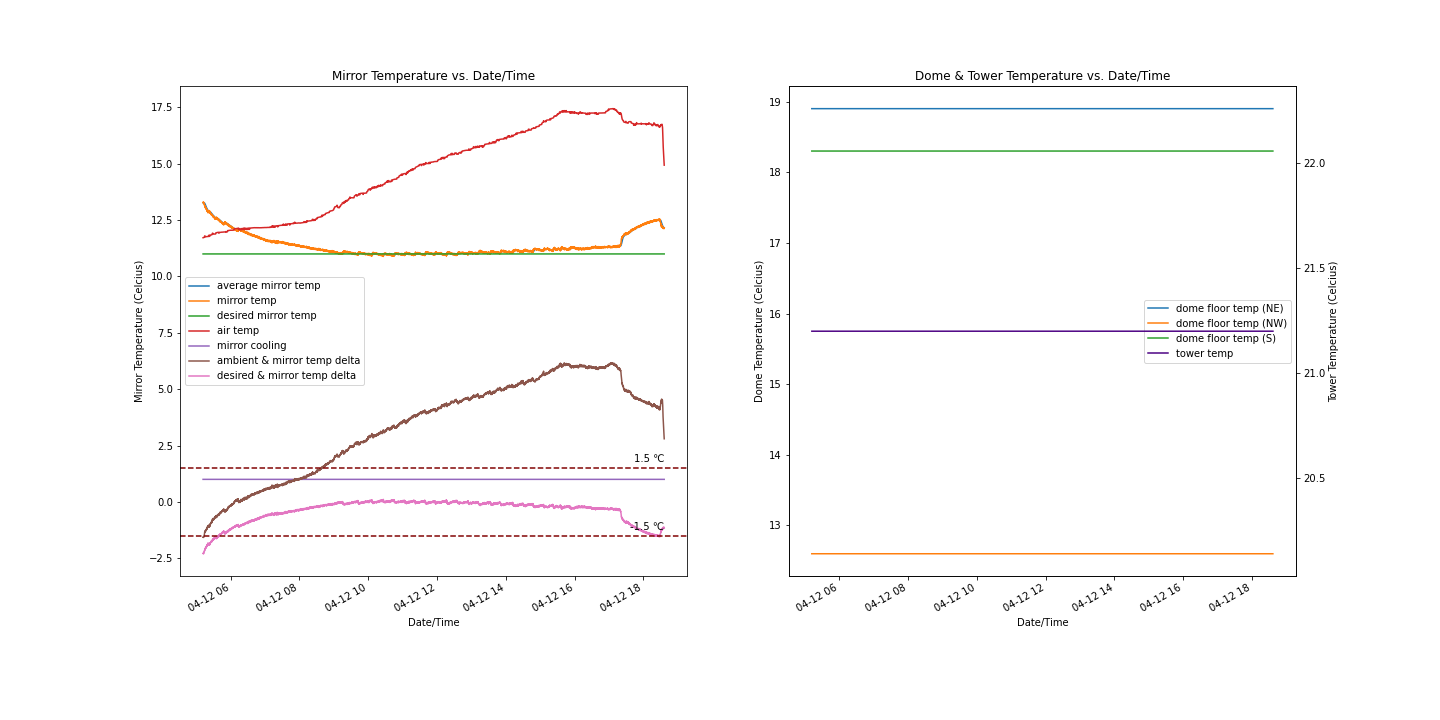 Mirror Temperature vs. Date/Time
17.5
15.0
12.5
10.0
7.5
5.0
2.5
0.0
−2.5
Mirror Temperature (Celcius)
average mirror temp
mirror temp
desired mirror temp
air temp
mirror cooling
ambient & mirror temp delta
desired & mirror temp delta
1.5 ℃
-1.5 ℃
04-12 06
04-12 08
04-12 10
04-12 12
04-12 14
04-12 16
04-12 18
Date/Time
Dome & Tower Temperature vs. Date/Time
19
18
17
16
15
14
13
Dome Temperature (Celcius)
dome floor temp (NE)
dome floor temp (NW)
dome floor temp (S)
tower temp
22.0
21.5
21.0
20.5
Tower Temperature (Celcius)
04-12 06
04-12 08
04-12 10
04-12 12
04-12 14
04-12 16
04-12 18
Date/Time